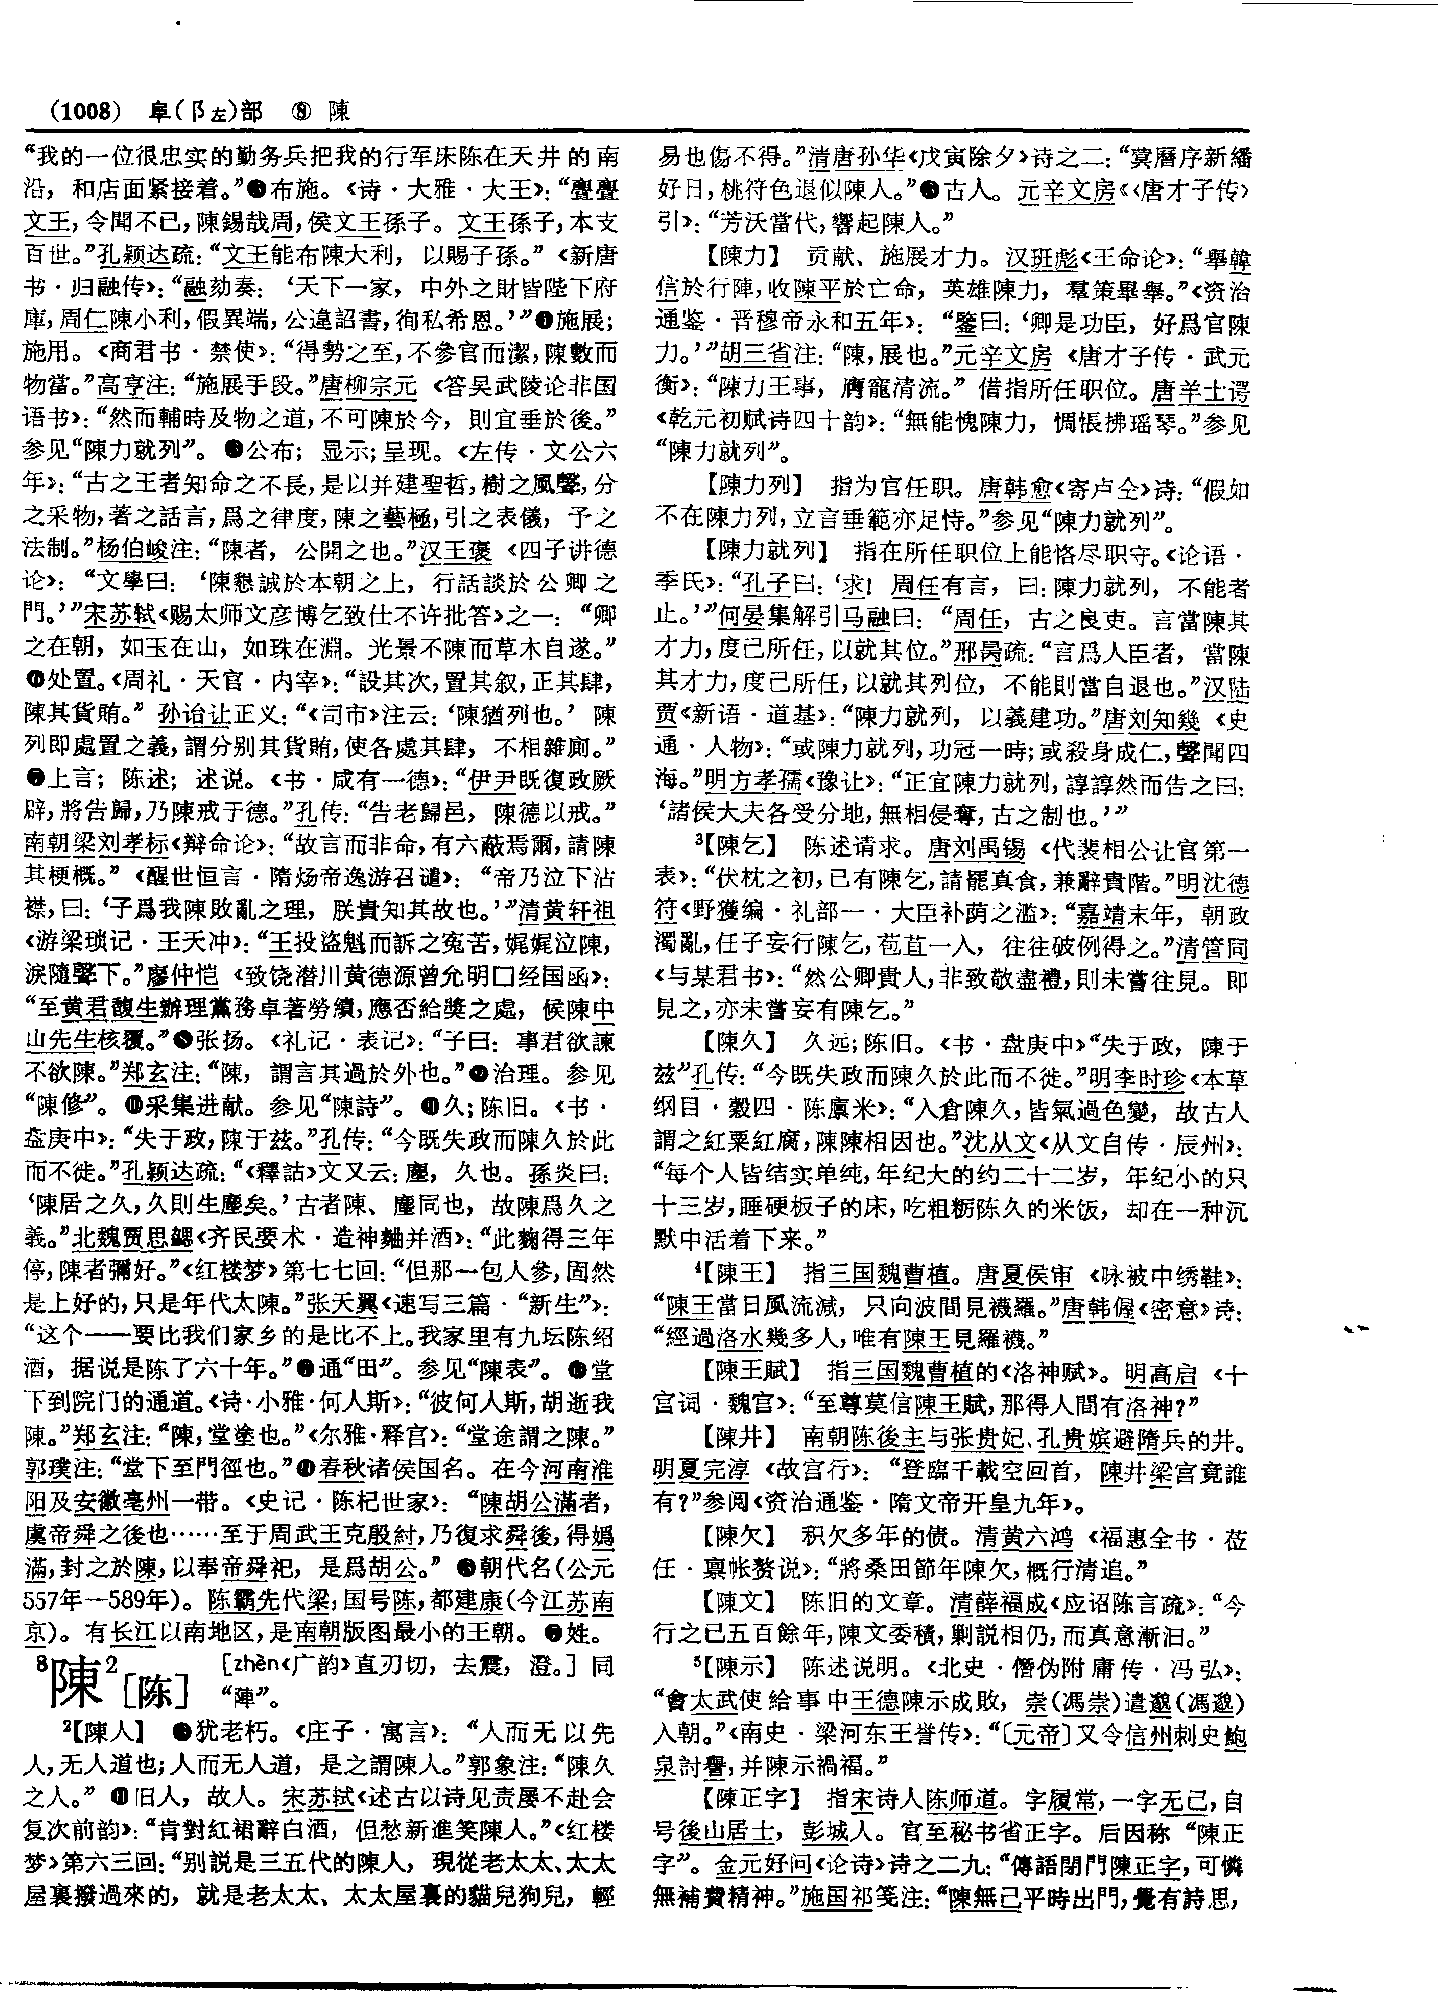 (1008) 阜(阝左)部 ⑧ 陳
“我的一位很忠实的勤务兵把我的行军床陈在天井的南
沿，和店面紧接着。”布施。《诗·大雅·大王》：“亹亹
文王，令聞不已，陳錫哉周，侯文王孫子。文王孫子，本支
百世。”孔颖达疏：“文王能布陳大利，以賜子孫。”《新唐
书·归融传》：“融劾奏：‘天下一家，中外之財皆陛下府
庫，周仁陳小利，假異端，公違詔書，徇私希恩。’”施展；
施用。《商君书·禁使》：“得勢之至，不參官而潔，陳數而
物當。”高亨注：“施展手段。”唐柳宗元《答吴武陵论非国
语书》：“然而輔時及物之道，不可陳於今，則宜垂於後。”
参见“陳力就列”。公布；显示；呈现。《左传·文公六
年》：“古之王者知命之不長，是以并建聖哲，樹之風聲，分
之采物，著之話言，爲之律度，陳之藝極，引之表儀，予之
法制。”杨伯峻注：“陳者，公開之也。”汉王褒《四子讲德
论》：“文學曰：‘陳懇誠於本朝之上，行話談於公卿之
門。’”宋苏轼《赐太师文彦博乞致仕不许批答》之一：“卿
之在朝，如玉在山，如珠在淵。光景不陳而草木自遂。”
处置。《周礼·天官·内宰》：“設其次，置其叙，正其肆，
陳其貨賄。”孙诒让正义：“《司市》注云：‘陳猶列也。’陳
列即處置之義，謂分别其貨賄，使各處其肆，不相雜廁。”
上言；陈述；述说。《书·咸有一德》：“伊尹既復政厥
辟，將告歸，乃陳戒于德。”孔传：“告老歸邑，陳德以戒。”
南朝梁刘孝标《辩命论》：“故言而非命，有六蔽焉爾，請陳
其梗概。”《醒世恒言·隋炀帝逸游召谴》：“帝乃泣下沾
襟，曰：‘子爲我陳敗亂之理，朕貴知其故也。’”清黄轩祖
《游梁琐记·王天冲》：“王投盜魁而訴之寃苦，娓娓泣陳，
淚隨聲下。”廖仲恺《致饶潜川黄德源曾允明囗经国函》：
“至黄君馥生辦理黨務卓著勞績，應否給獎之處，候陳中
山先生核覆。”张扬。《礼记·表记》：“子曰：事君欲諫
不欲陳。”郑玄注：“陳，謂言其過於外也。”治理。参见
“陳修”。采集进献。参见“陳詩”。久；陈旧。《书·
盘庚中》：“失于政，陳于兹。”孔传：“今既失政而陳久於此
而不徙。”孔颖达疏：“《釋詁》文又云：塵，久也。孫炎曰：
‘陳居之久，久則生塵矣。’古者陳、塵同也，故陳爲久之
義。”北魏贾思勰《齐民要术·造神麯并酒》：“此麴得三年
停，陳者彌好。”《红楼梦》第七七回：“但那一包人參，固然
是上好的，只是年代太陳。”张天翼《速写三篇·“新生”》：
“这个——要比我们家乡的是比不上。我家里有九坛陈绍
酒，据说是陈了六十年。”通“田”。参见“陳表”。堂
下到院门的通道。《诗·小雅·何人斯》：“彼何人斯，胡逝我
陳。”郑玄注：“陳，堂塗也。”《尔雅·释宫》：“堂途謂之陳。”
郭璞注：“堂下至門徑也。”春秋诸侯国名。在今河南淮
阳及安徽亳州一带。《史记·陈杞世家》：“陳胡公滿者，
虞帝舜之後也……至于周武王克殷紂，乃復求舜後，得媯
滿，封之於陳，以奉帝舜祀，是爲胡公。”朝代名（公元
557年—589年）。陈霸先代梁，国号陈，都建康（今江苏南
京）。有长江以南地区，是南朝版图最小的王朝。姓。
8陳2［陈］ ［zhèn《广韵》直刃切，去震，澄。］同
“陣”。
2【陳人】 犹老朽。《庄子·寓言》：“人而无以先
人，无人道也；人而无人道，是之謂陳人。”郭象注：“陳久
之人。”旧人，故人。宋苏轼《述古以诗见责屡不赴会
复次前韵》：“肯對紅裙辭白酒，但愁新進笑陳人。”《红楼
梦》第六三回：“别説是三五代的陳人，現從老太太、太太
屋裏撥過來的，就是老太太、太太屋裏的貓兒狗兒，輕
易也傷不得。”清唐孙华《戊寅除夕》诗之二：“蓂曆序新繙
好日，桃符色退似陳人。”古人。元辛文房《〈唐才子传〉
引》：“芳沃當代，響起陳人。”
【陳力】 贡献、施展才力。汉班彪《王命论》：“舉韓
信於行陣，收陳平於亡命，英雄陳力，羣策畢舉。”《资治
通鉴·晋穆帝永和五年》：“鑒曰：‘卿是功臣，好爲官陳
力。’”胡三省注：“陳，展也。”元辛文房《唐才子传·武元
衡》：“陳力王事，膺寵清流。”借指所任职位。唐羊士谔
《乾元初赋诗四十韵》：“無能愧陳力，惆悵拂瑶琴。”参见
“陳力就列”。
【陳力列】 指为官任职。唐韩愈《寄卢仝》诗：“假如
不在陳力列，立言垂範亦足恃。”参见“陳力就列”。
【陳力就列】 指在所任职位上能恪尽职守。《论语·
季氏》：“孔子曰：‘求！周任有言，曰：陳力就列，不能者
止。’”何晏集解引马融曰：“周任，古之良吏。言當陳其
才力，度己所任，以就其位。”邢昺疏：“言爲人臣者，當陳
其才力，度己所任，以就其列位，不能則當自退也。”汉陆
贾《新语·道基》：“陳力就列，以義建功。”唐刘知幾《史
通·人物》：“或陳力就列，功冠一時；或殺身成仁，聲聞四
海。”明方孝孺《豫让》：“正宜陳力就列，諄諄然而告之曰：
‘諸侯大夫各受分地，無相侵奪，古之制也。’”
3【陳乞】 陈述请求。唐刘禹锡《代裴相公让官第一
表》：“伏枕之初，已有陳乞，請罷真食，兼辭貴階。”明沈德
符《野獲编·礼部一·大臣补荫之滥》：“嘉靖末年，朝政
濁亂，任子妄行陳乞，苞苴一入，往往破例得之。”清管同
《与某君书》：“然公卿貴人，非致敬盡禮，則未嘗往見。即
見之，亦未嘗妄有陳乞。”
【陳久】 久远；陈旧。《书·盘庚中》“失于政，陳于
兹”孔传：“今既失政而陳久於此而不徙。”明李时珍《本草
纲目·穀四·陈廪米》：“入倉陳久，皆氣過色變，故古人
謂之紅粟紅腐，陳陳相因也。”沈从文《从文自传·辰州》：
“每个人皆结实单纯，年纪大的约二十二岁，年纪小的只
十三岁，睡硬板子的床，吃粗粝陈久的米饭，却在一种沉
默中活着下来。”
4【陳王】 指三国魏曹植。唐夏侯审《咏被中绣鞋》：
“陳王當日風流減，只向波間見襪羅。”唐韩偓《密意》诗：
“經過洛水幾多人，唯有陳王見羅襪。”
【陳王賦】 指三国魏曹植的《洛神赋》。明高启《十
宫词·魏宫》：“至尊莫信陳王賦，那得人間有洛神？”
【陳井】 南朝陈後主与张贵妃、孔贵嫔避隋兵的井。
明夏完淳《故宫行》：“登臨千載空回首，陳井梁宫竟誰
有？”参阅《资治通鉴·隋文帝开皇九年》。
【陳欠】 积欠多年的债。清黄六鸿《福惠全书·莅
任·禀帐赘说》：“將桑田節年陳欠，概行清追。”
【陳文】 陈旧的文章。清薛福成《应诏陈言疏》：“今
行之已五百餘年，陳文委積，剿説相仍，而真意漸汩。”
5【陳示】 陈述说明。《北史·僭伪附庸传·冯弘》：
“會太武使給事中王德陳示成敗，崇（馮崇）遣邈（馮邈）
入朝。”《南史·梁河东王誉传》：“〔元帝〕又令信州刺史鮑
泉討譽，并陳示禍福。”
【陳正字】 指宋诗人陈师道。字履常，一字无己，自
号後山居士，彭城人。官至秘书省正字。后因称“陳正
字”。金元好问《论诗》诗之二九：“傳語閉門陳正字，可憐
無補費精神。”施国祁笺注：“陳無己平時出門，覺有詩思，